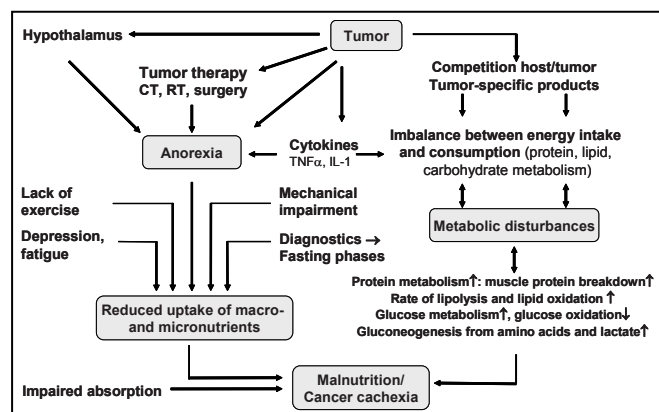 Hypothalamus
Tumor
Tumor therapy
CT, RT, surgery
Competition host/tumor
Tumor-specific products
Anorexia
Cytokines
TNFα, IL-1
Imbalance between energy intake
and consumption (protein, lipid,
carbohydrate metabolism)
Lack of
exercise
Mechanical
impairment
Metabolic disturbances
Depression,
fatigue
Diagnostics →
Fasting phases
Protein metabolism↑: muscle protein breakdown↑
Rate of lipolysis and lipid oxidation ↑
Glucose metabolism↑, glucose oxidation↓
Gluconeogenesis from amino acids and lactate↑
Reduced uptake of macro-
and micronutrients
Impaired absorption
Malnutrition/
Cancer cachexia